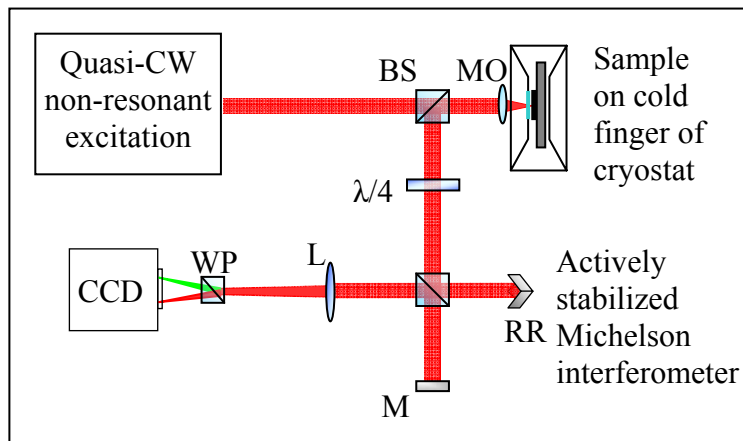 Quasi-CW
non-resonant
excitation
BS
MO
Sample
on cold
finger of
cryostat
λ/4
CCD
WP
L
RR
Actively
stabilized
Michelson
interferometer
M